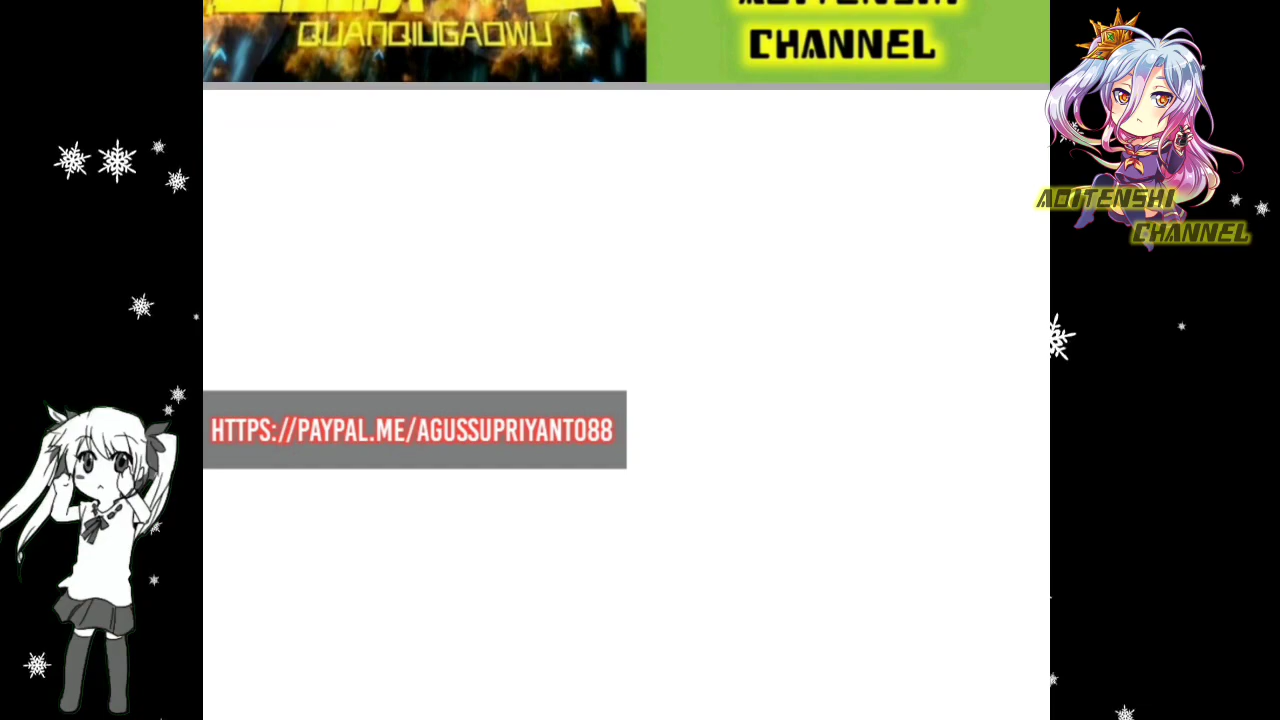 QUANQIUGAOWU
CHANNEL
AOITENSHI
CHANNEL
HTTPS://PAYPAL.ME/AGUSSUPRIYANTO88